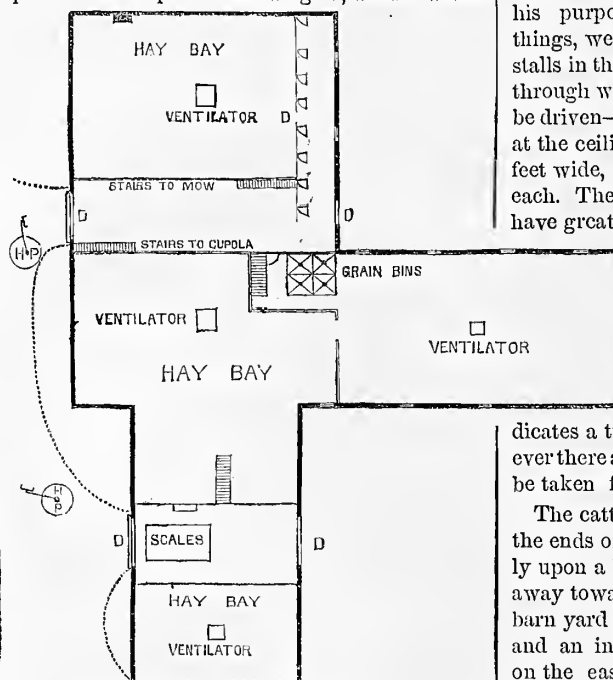 his purpo
things, we
stalls in th
through w
be driven–
at the ceili
feet wide,
each. The
have great
HAY BAY
VENTILATOR D
STAIRS TO MOW
D
D
STAIRS TO CUPOLA
H P
GRAIN BINS
VENTILATOR
VENTILATOR
HAY BAY
H P
D
SCALES
D
HAY BAY
VENTILATOR
dicates a t
ever there a
be taken f
The catt
the ends o
ly upon a
away towa
barn yard
and an in
on the eas